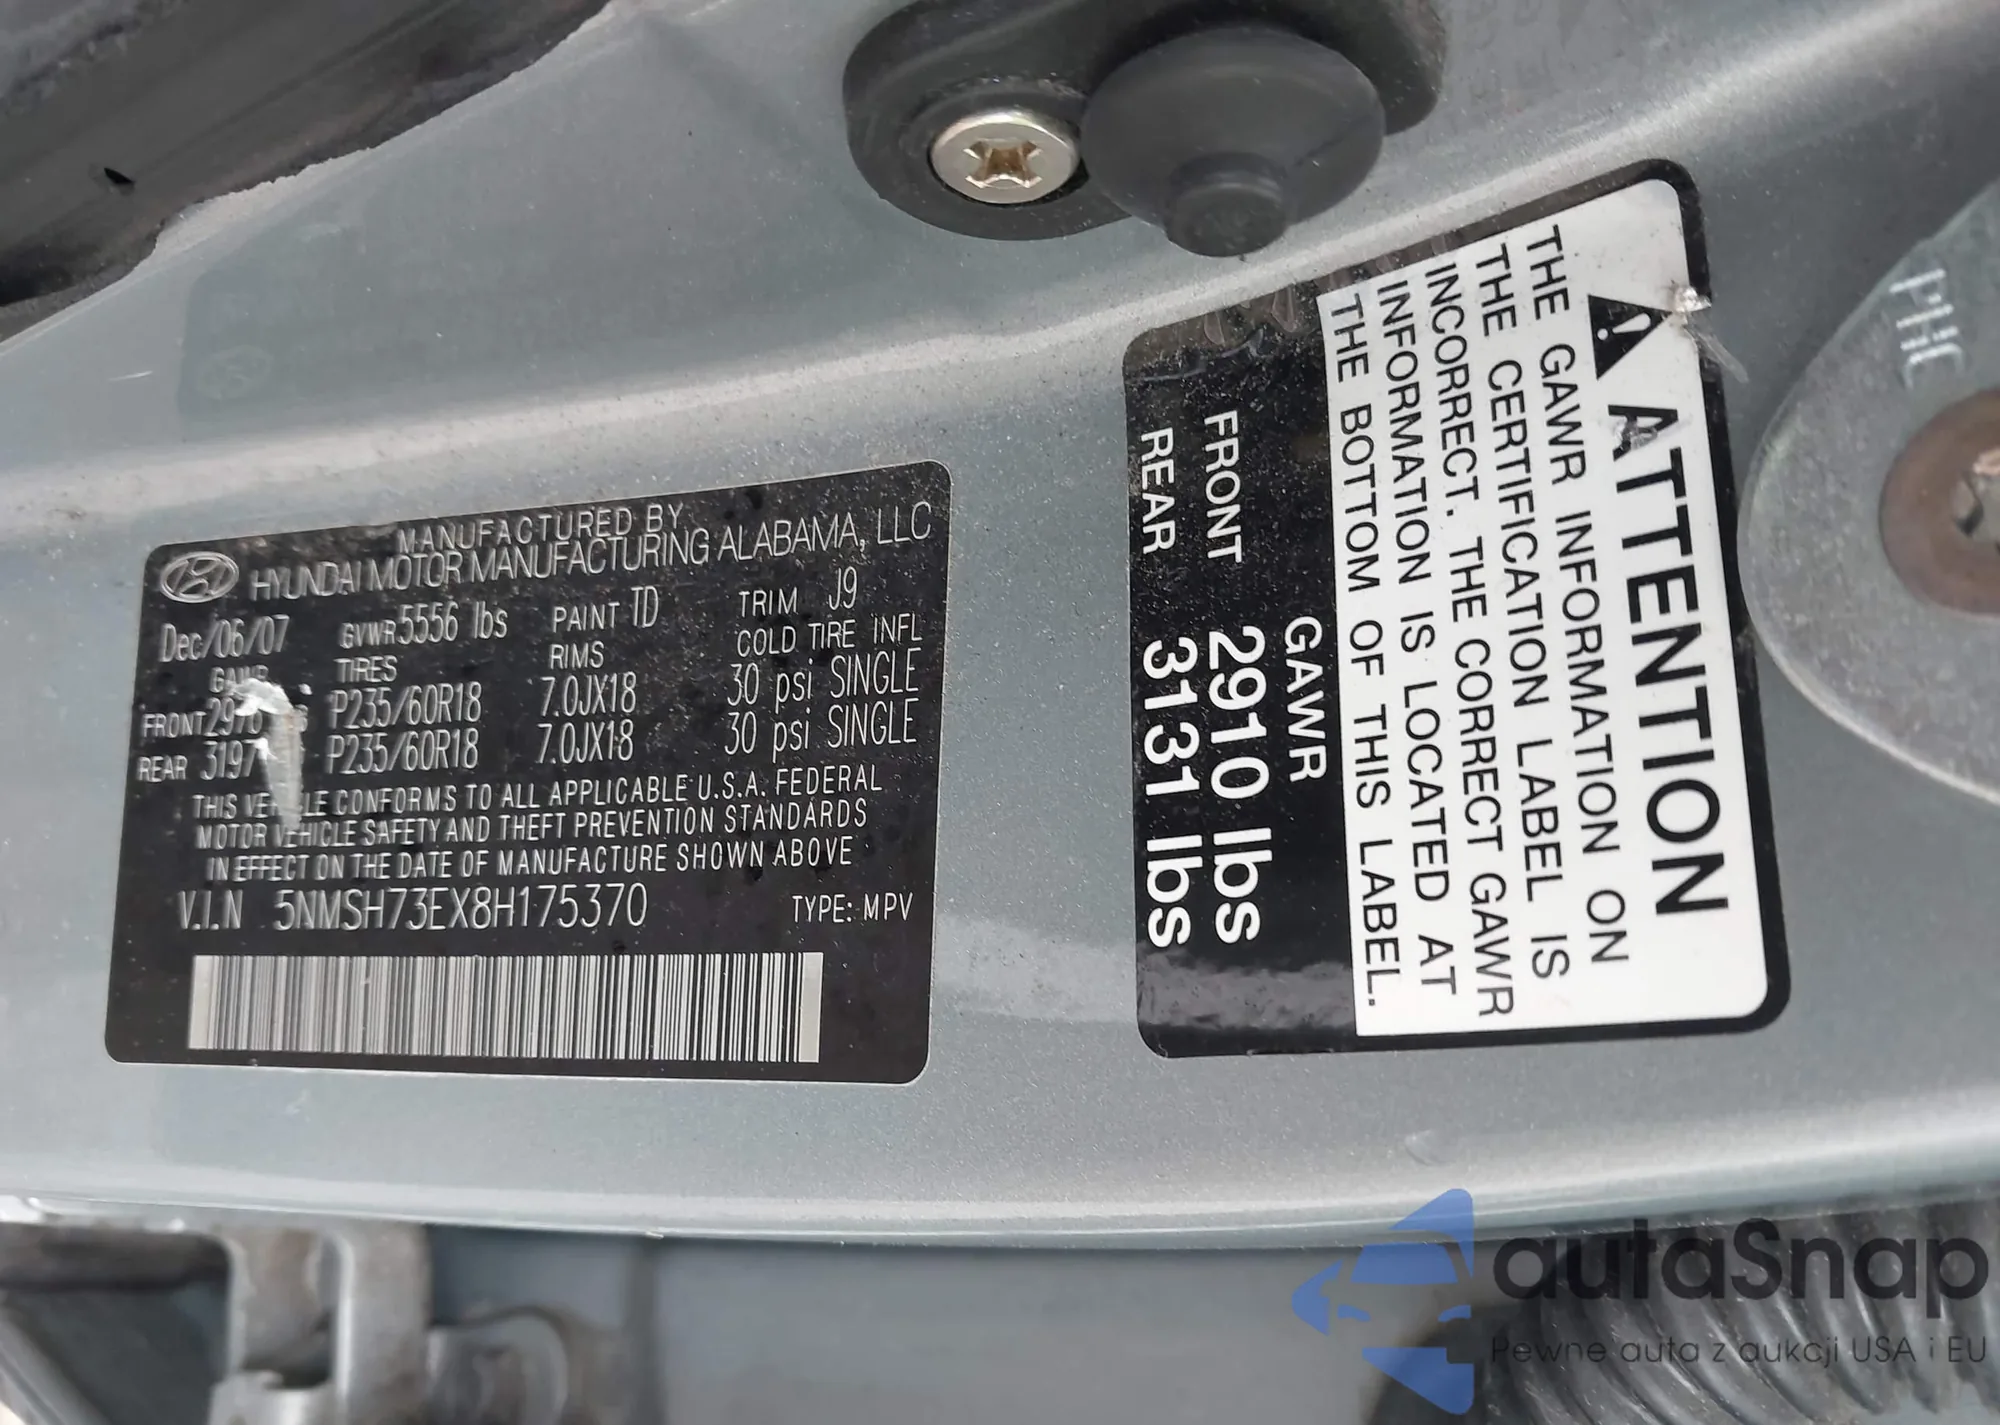 MANUFACTURED BY
HYUNDAI MOTOR MANUFACTURING ALABAMA, LLC
Dec/06/07 GVWR 5556 lbs PAINT TD TRIM J9
GAWR TIRES RIMS COLD TIRE INFL
FRONT P235/60R18 7.0JX18 30 psi SINGLE
REAR P235/60R18 7.0JX18 30 psi SINGLE
THIS VEHICLE CONFORMS TO ALL APPLICABLE U.S.A. FEDERAL
MOTOR VEHICLE SAFETY AND THEFT PREVENTION STANDARDS
IN EFFECT ON THE DATE OF MANUFACTURE SHOWN ABOVE
V.I.N 5NMSH73EX8H175370 TYPE: MPV
ATTENTION
THE GAWR INFORMATION ON
THE CERTIFICATION LABEL IS
INCORRECT. THE CORRECT GAWR
INFORMATION IS LOCATED AT
THE BOTTOM OF THIS LABEL.
GAWR
FRONT 2910 lbs
REAR 3131 lbs
PHC
autaSnap
Pewne auta z aukcji USA i EU